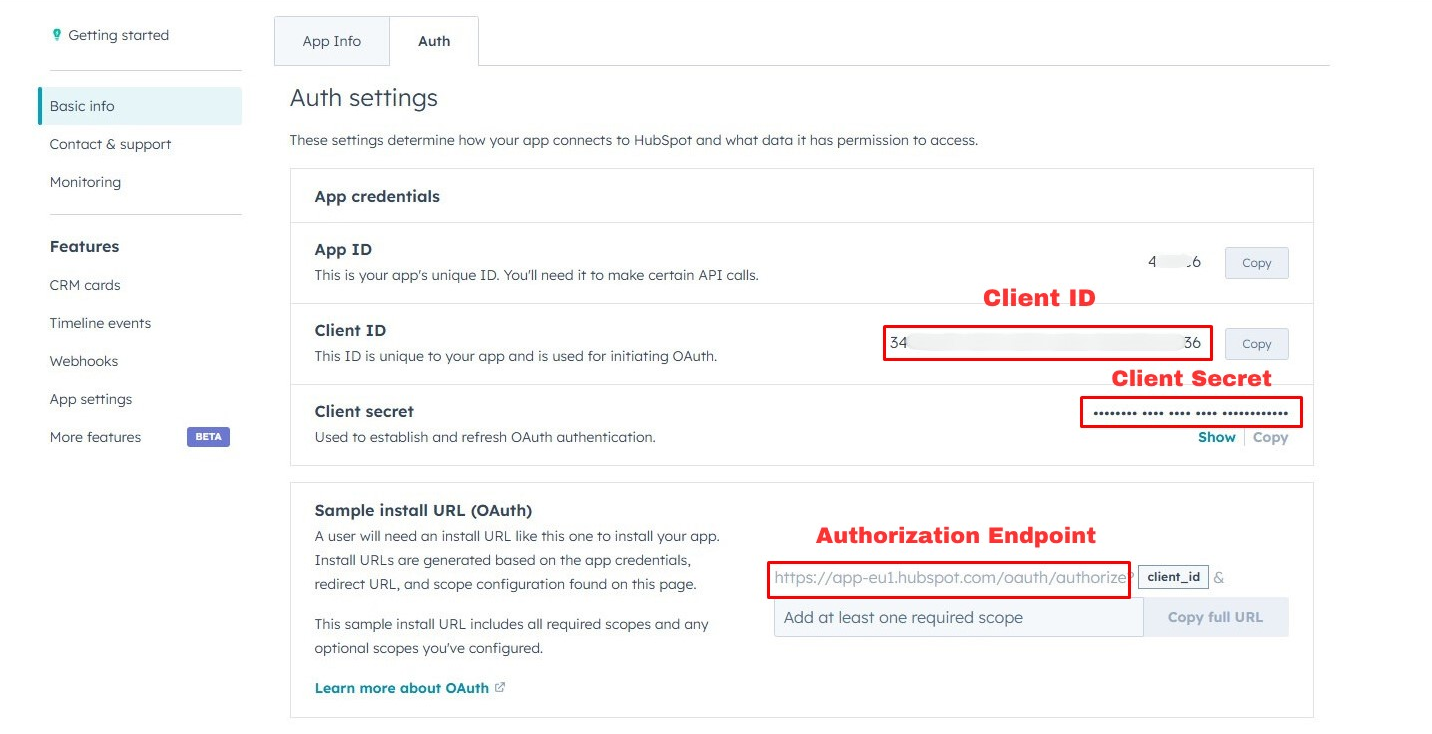 Getting started
Basic info
Contact & support
Monitoring
Features
CRM cards
Timeline events
Webhooks
App settings
More features BETA
App Info Auth
Auth settings
These settings determine how your app connects to HubSpot and what data it has permission to access.
App credentials
App ID
This is your app's unique ID. You'll need it to make certain API calls.
4 6 Copy
Client ID
Client ID
This ID is unique to your app and is used for initiating OAuth.
34 36 Copy
Client Secret
Client secret
Used to establish and refresh OAuth authentication.
•••••••• •••• •••• •••• ••••••••••••
Show Copy
Sample install URL (OAuth)
A user will need an install URL like this one to install your app.
Install URLs are generated based on the app credentials,
redirect URL, and scope configuration found on this page.
This sample install URL includes all required scopes and any
optional scopes you've configured.
Learn more about OAuth
Authorization Endpoint
https://app-eu1.hubspot.com/oauth/authorize? client_id &
Add at least one required scope Copy full URL